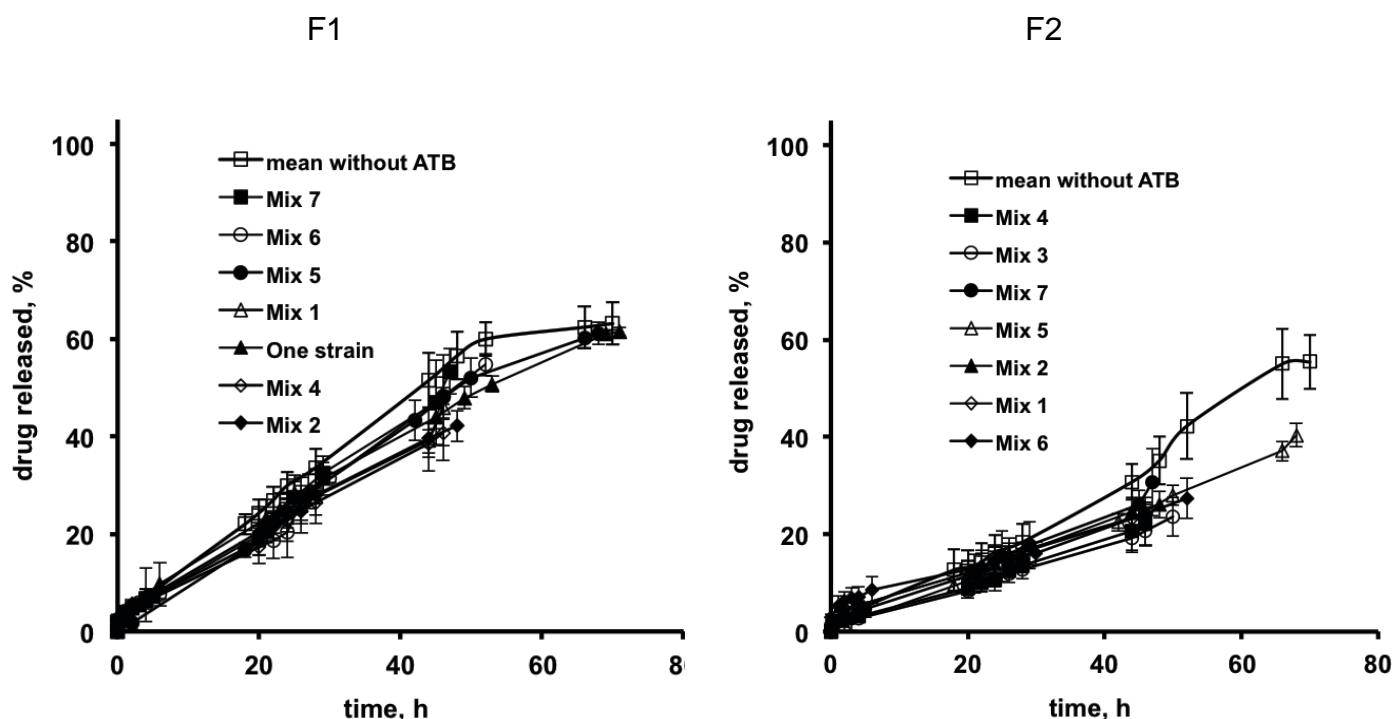 F1
100
80
60
40
20
0
drug released, %
mean without ATB
Mix 7
Mix 6
Mix 5
Mix 1
One strain
Mix 4
Mix 2
0 20 40 60 8
time, h
F2
100
80
60
40
20
0
drug released, %
mean without ATB
Mix 4
Mix 3
Mix 7
Mix 5
Mix 2
Mix 1
Mix 6
0 20 40 60 80
time, h